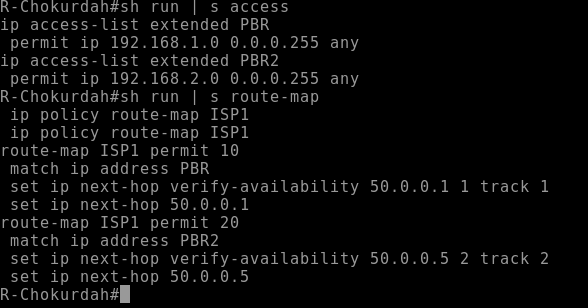 R-Chokurdah#sh run | s access
ip access-list extended PBR
 permit ip 192.168.1.0 0.0.0.255 any
ip access-list extended PBR2
 permit ip 192.168.2.0 0.0.0.255 any
R-Chokurdah#sh run | s route-map
 ip policy route-map ISP1
 ip policy route-map ISP1
route-map ISP1 permit 10
 match ip address PBR
 set ip next-hop verify-availability 50.0.0.1 1 track 1
 set ip next-hop 50.0.0.1
route-map ISP1 permit 20
 match ip address PBR2
 set ip next-hop verify-availability 50.0.0.5 2 track 2
 set ip next-hop 50.0.0.5
R-Chokurdah#